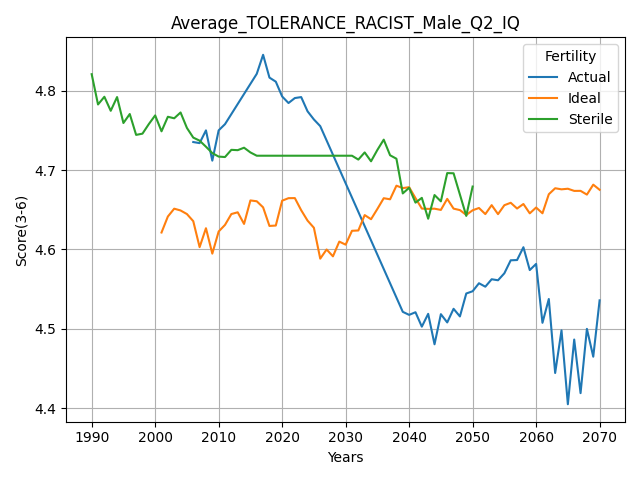 Average_TOLERANCE_RACIST_Male_Q2_IQ
Fertility
Actual
Ideal
Sterile
Score(3-6)
4.8
4.7
4.6
4.5
4.4
1990 2000 2010 2020 2030 2040 2050 2060 2070
Years